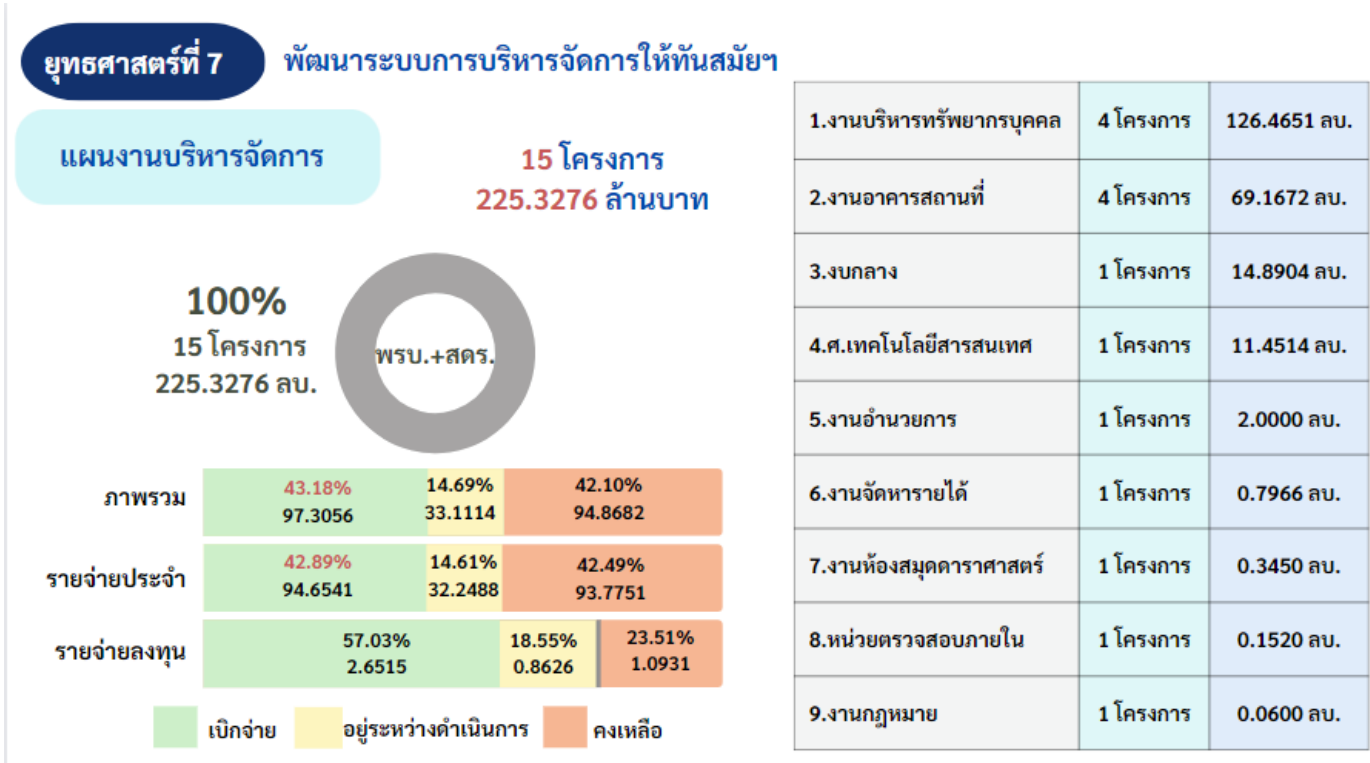 ยุทธศาสตร์ที่ 7
พัฒนาระบบการบริหารจัดการให้ทันสมัยฯ
แผนงานบริหารจัดการ
15 โครงการ
225.3276 ล้านบาท
100%
15 โครงการ
225.3276 ลบ.
พรบ.+สดร.
ภาพรวม
43.18%
97.3056
14.69%
33.1114
42.10%
94.8682
รายจ่ายประจำ
42.89%
94.6541
14.61%
32.2488
42.49%
93.7751
รายจ่ายลงทุน
57.03%
2.6515
18.55%
0.8626
23.51%
1.0931
เบิกจ่าย อยู่ระหว่างดำเนินการ คงเหลือ
1.งานบริหารทรัพยากรบุคคล 4 โครงการ 126.4651 ลบ.
2.งานอาคารสถานที่ 4 โครงการ 69.1672 ลบ.
3.งบกลาง 1 โครงการ 14.8904 ลบ.
4.ศ.เทคโนโลยีสารสนเทศ 1 โครงการ 11.4514 ลบ.
5.งานอำนวยการ 1 โครงการ 2.0000 ลบ.
6.งานจัดหารายได้ 1 โครงการ 0.7966 ลบ.
7.งานห้องสมุดดาราศาสตร์ 1 โครงการ 0.3450 ลบ.
8.หน่วยตรวจสอบภายใน 1 โครงการ 0.1520 ลบ.
9.งานกฎหมาย 1 โครงการ 0.0600 ลบ.